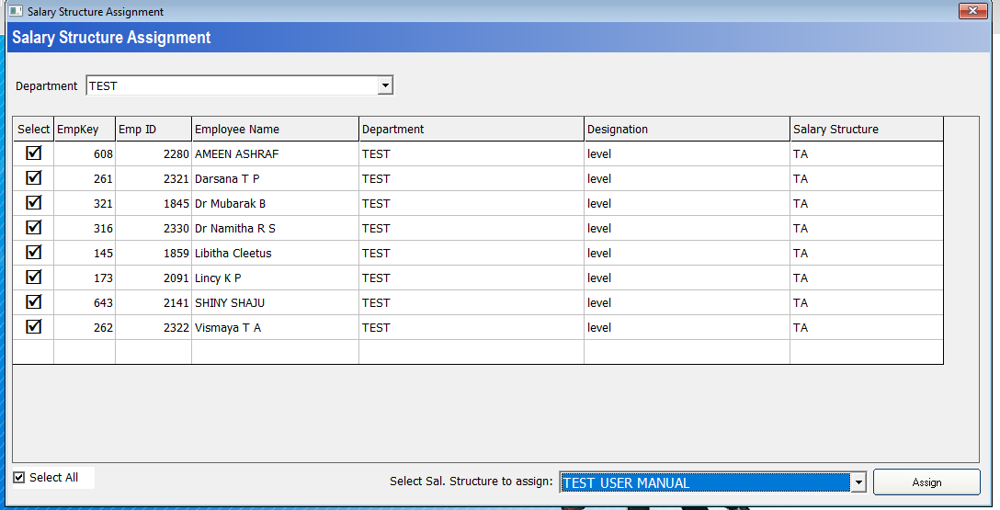 Salary Structure Assignment
Salary Structure Assignment
Department TEST
Select EmpKey Emp ID Employee Name Department Designation Salary Structure
608 2280 AMEEN ASHRAF TEST level TA
261 2321 Darsana T P TEST level TA
321 1845 Dr Mubarak B TEST level TA
316 2330 Dr Namitha R S TEST level TA
145 1859 Libitha Cleetus TEST level TA
173 2091 Lincy K P TEST level TA
643 2141 SHINY SHAJU TEST level TA
262 2322 Vismaya T A TEST level TA
Select All Select Sal. Structure to assign: TEST USER MANUAL Assign